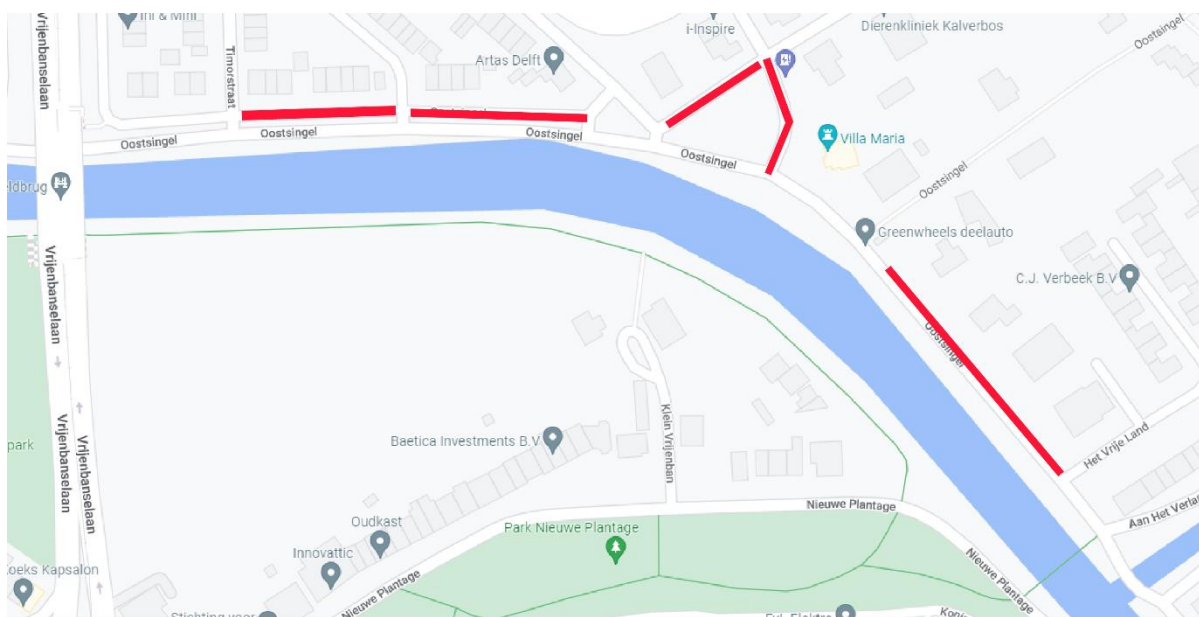 Ini & Mini
Vrijenbanselaan
Timorstraat
Artas Delft
i-Inspire
Dierenkliniek Kalverbos
Oostsingel
Oostsingel
Oostsingel
Oostsingel
Oostsingel
Villa Maria
Oostsingel
eldbrug
Greenwheels deelauto
C.J. Verbeek B.V
Vrijenbanselaan
Oostsingel
Klein Vrijenban
park
Vrijenbanselaan
Vrijenbanselaan
Baetica Investments B.V.
Het Vrije Land
Nieuwe Plantage
Oudkast
Park Nieuwe Plantage
Aan Het Verla
Innovattic
oeks Kapsalon
Nieuwe Plantage
Nieuwe Plantage
Stichting voor